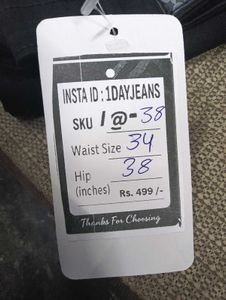 INSTA ID : 1DAYJEANS
SKU 1@-38
Waist Size 34
Hip 38
(inches) Rs. 499 /-
Thanks For Choosing